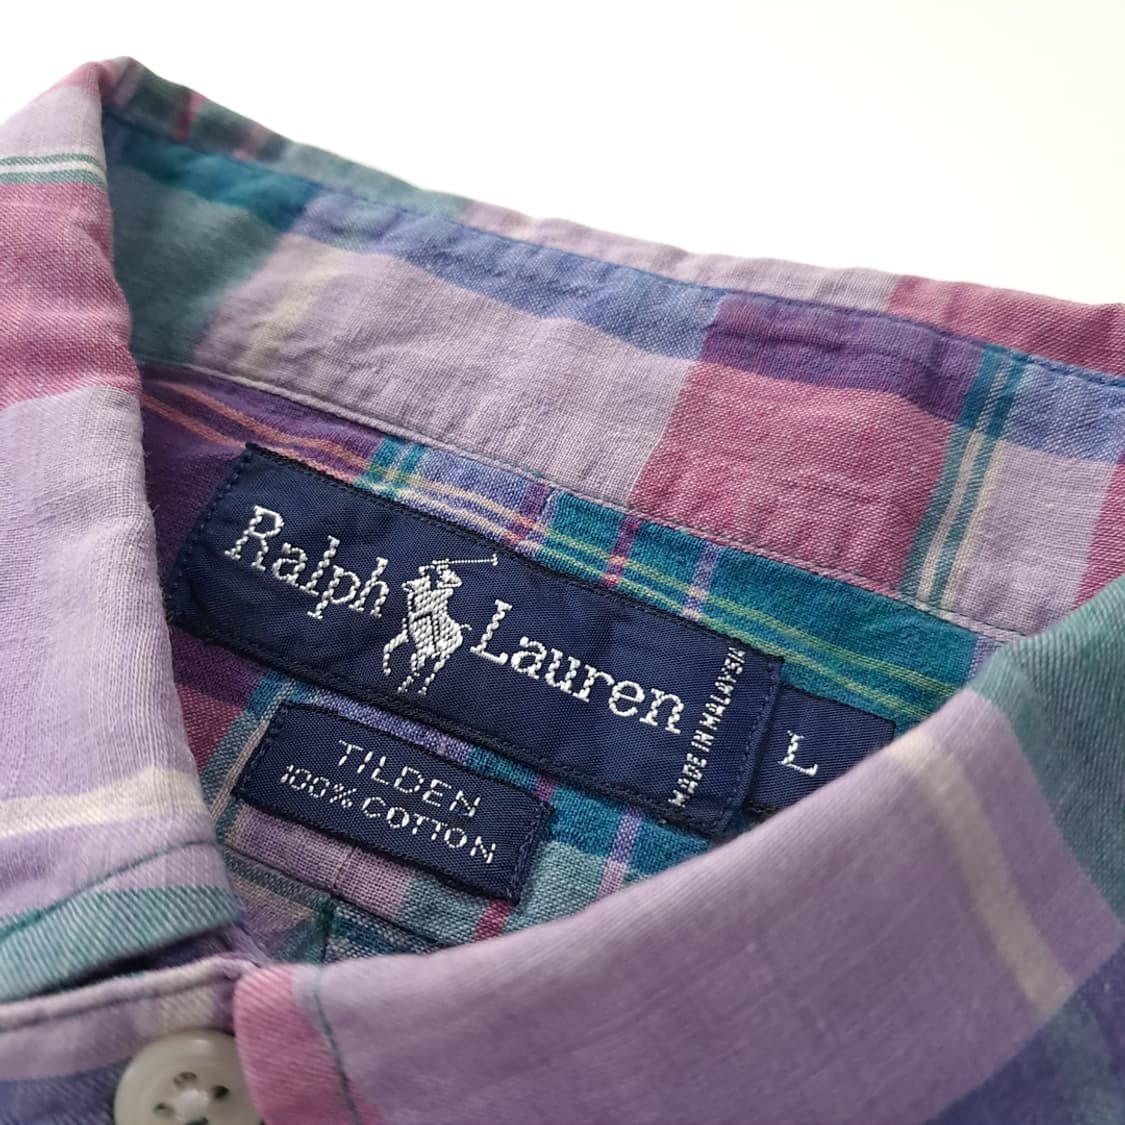 Ralph Lauren
MADE IN MALAYSIA
L
TILDEN
100% COTTON